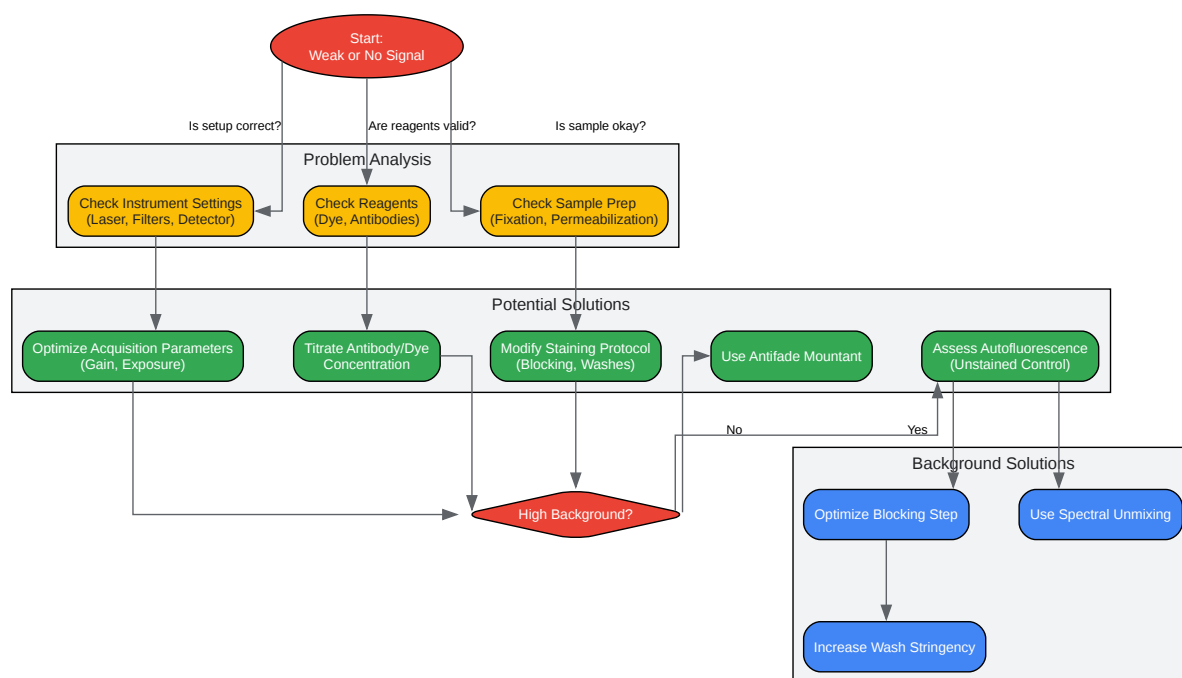 Start:
Weak or No Signal
Is setup correct?
Are reagents valid?
Is sample okay?
Problem Analysis
Check Instrument Settings
(Laser, Filters, Detector)
Check Reagents
(Dye, Antibodies)
Check Sample Prep
(Fixation, Permeabilization)
Potential Solutions
Optimize Acquisition Parameters
(Gain, Exposure)
Titrate Antibody/Dye
Concentration
Modify Staining Protocol
(Blocking, Washes)
Use Antifade Mountant
Assess Autofluorescence
(Unstained Control)
No
Yes
Background Solutions
High Background?
Optimize Blocking Step
Use Spectral Unmixing
Increase Wash Stringency